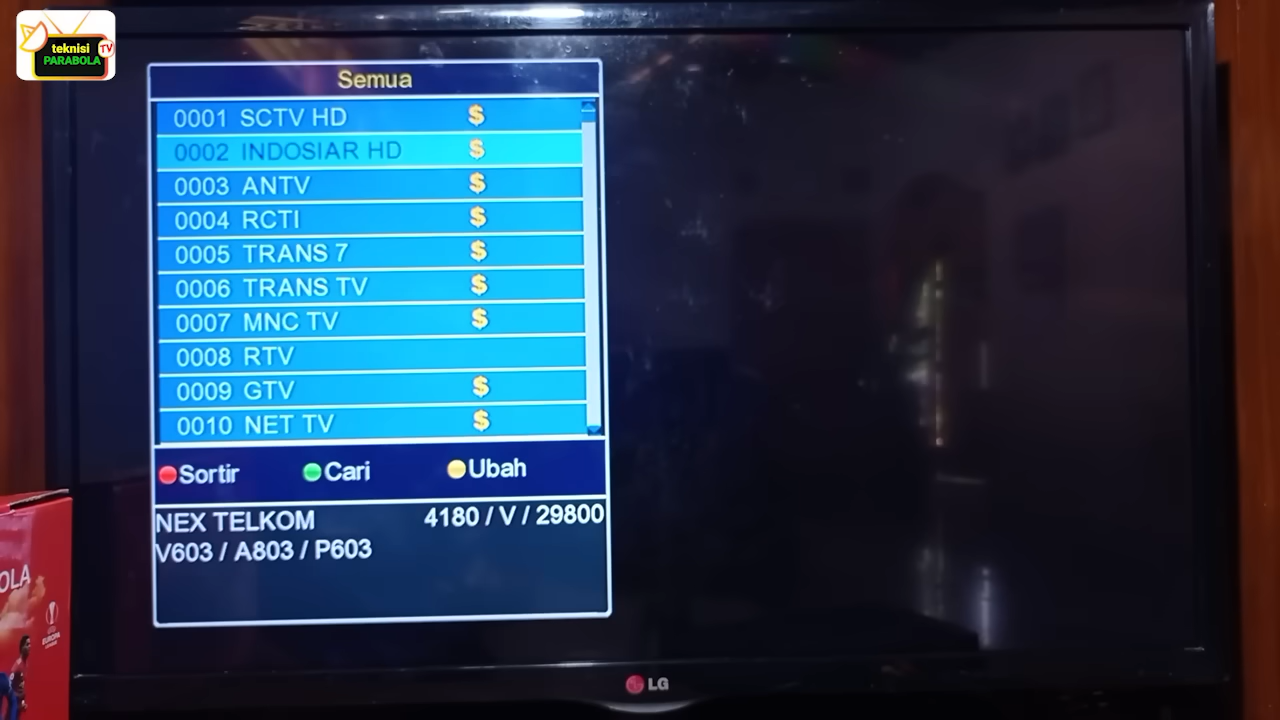 teknisi TV
PARABOLA
Semua
0001 SCTV HD $
0002 INDOSIAR HD $
0003 ANTV $
0004 RCTI $
0005 TRANS 7 $
0006 TRANS TV $
0007 MNC TV $
0008 RTV
0009 GTV $
0010 NET TV $
Sortir Cari Ubah
NEX TELKOM 4180 / V / 29800
V603 / A803 / P603
OLA
EUROPA
LG